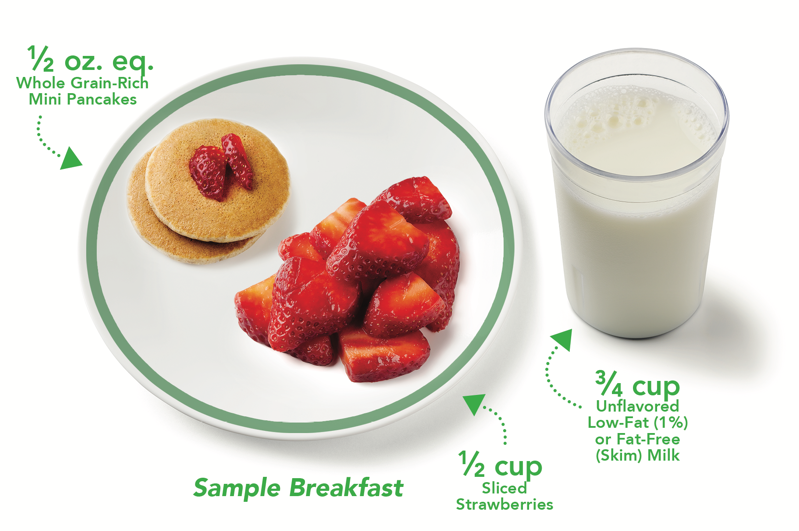 ½ oz. eq.
Whole Grain-Rich
Mini Pancakes
¾ cup
Unflavored
Low-Fat (1%)
or Fat-Free
(Skim) Milk
½ cup
Sliced
Strawberries
Sample Breakfast